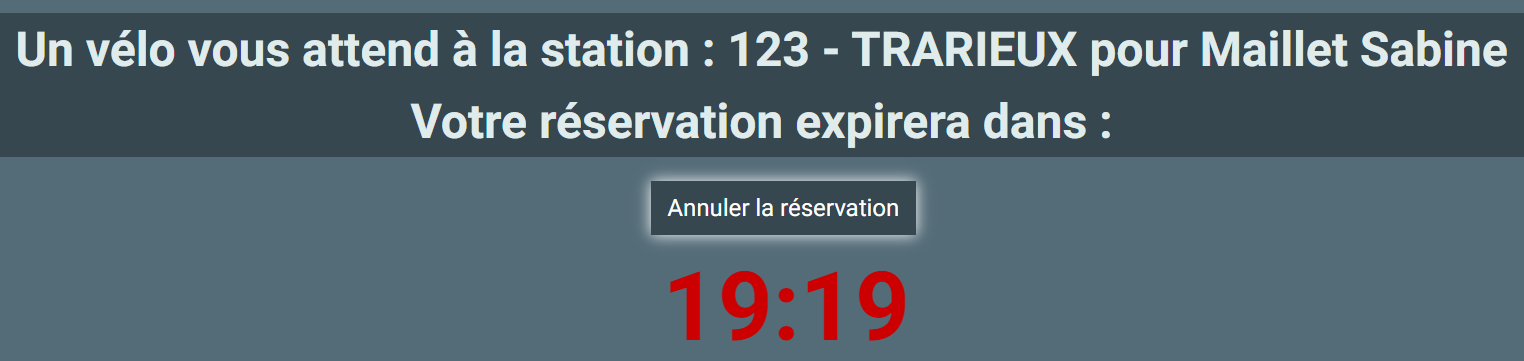 Un vélo vous attend à la station : 123 - TRARIEUX pour Maillet Sabine
Votre réservation expirera dans :
Annuler la réservation
19:19